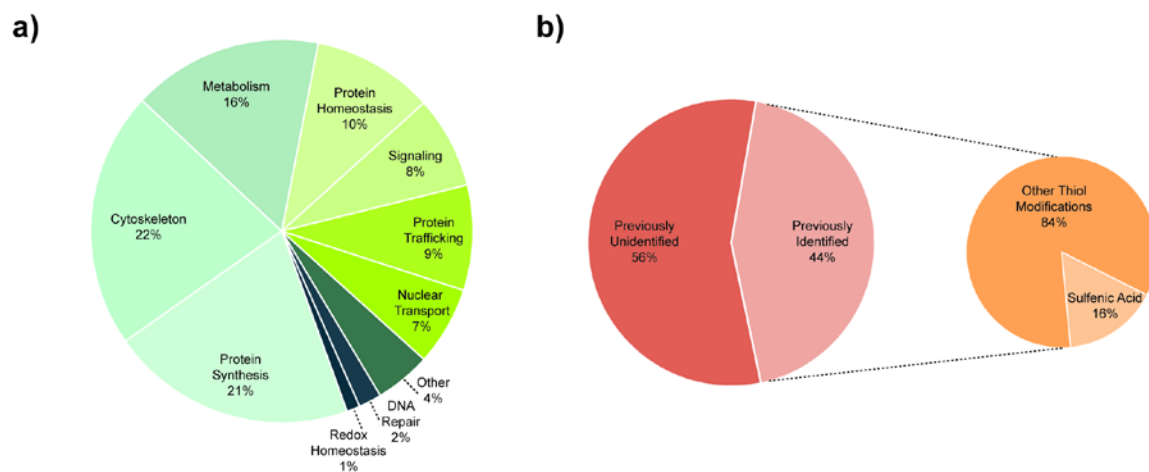 a)
Metabolism
16%
Protein
Homeostasis
10%
Signaling
8%
Protein
Trafficking
9%
Nuclear
Transport
7%
Other
4%
DNA
Repair
2%
Redox
Homeostasis
1%
Protein
Synthesis
21%
Cytoskeleton
22%
b)
Previously
Unidentified
56%
Previously
Identified
44%
Other Thiol
Modifications
84%
Sulfenic Acid
16%